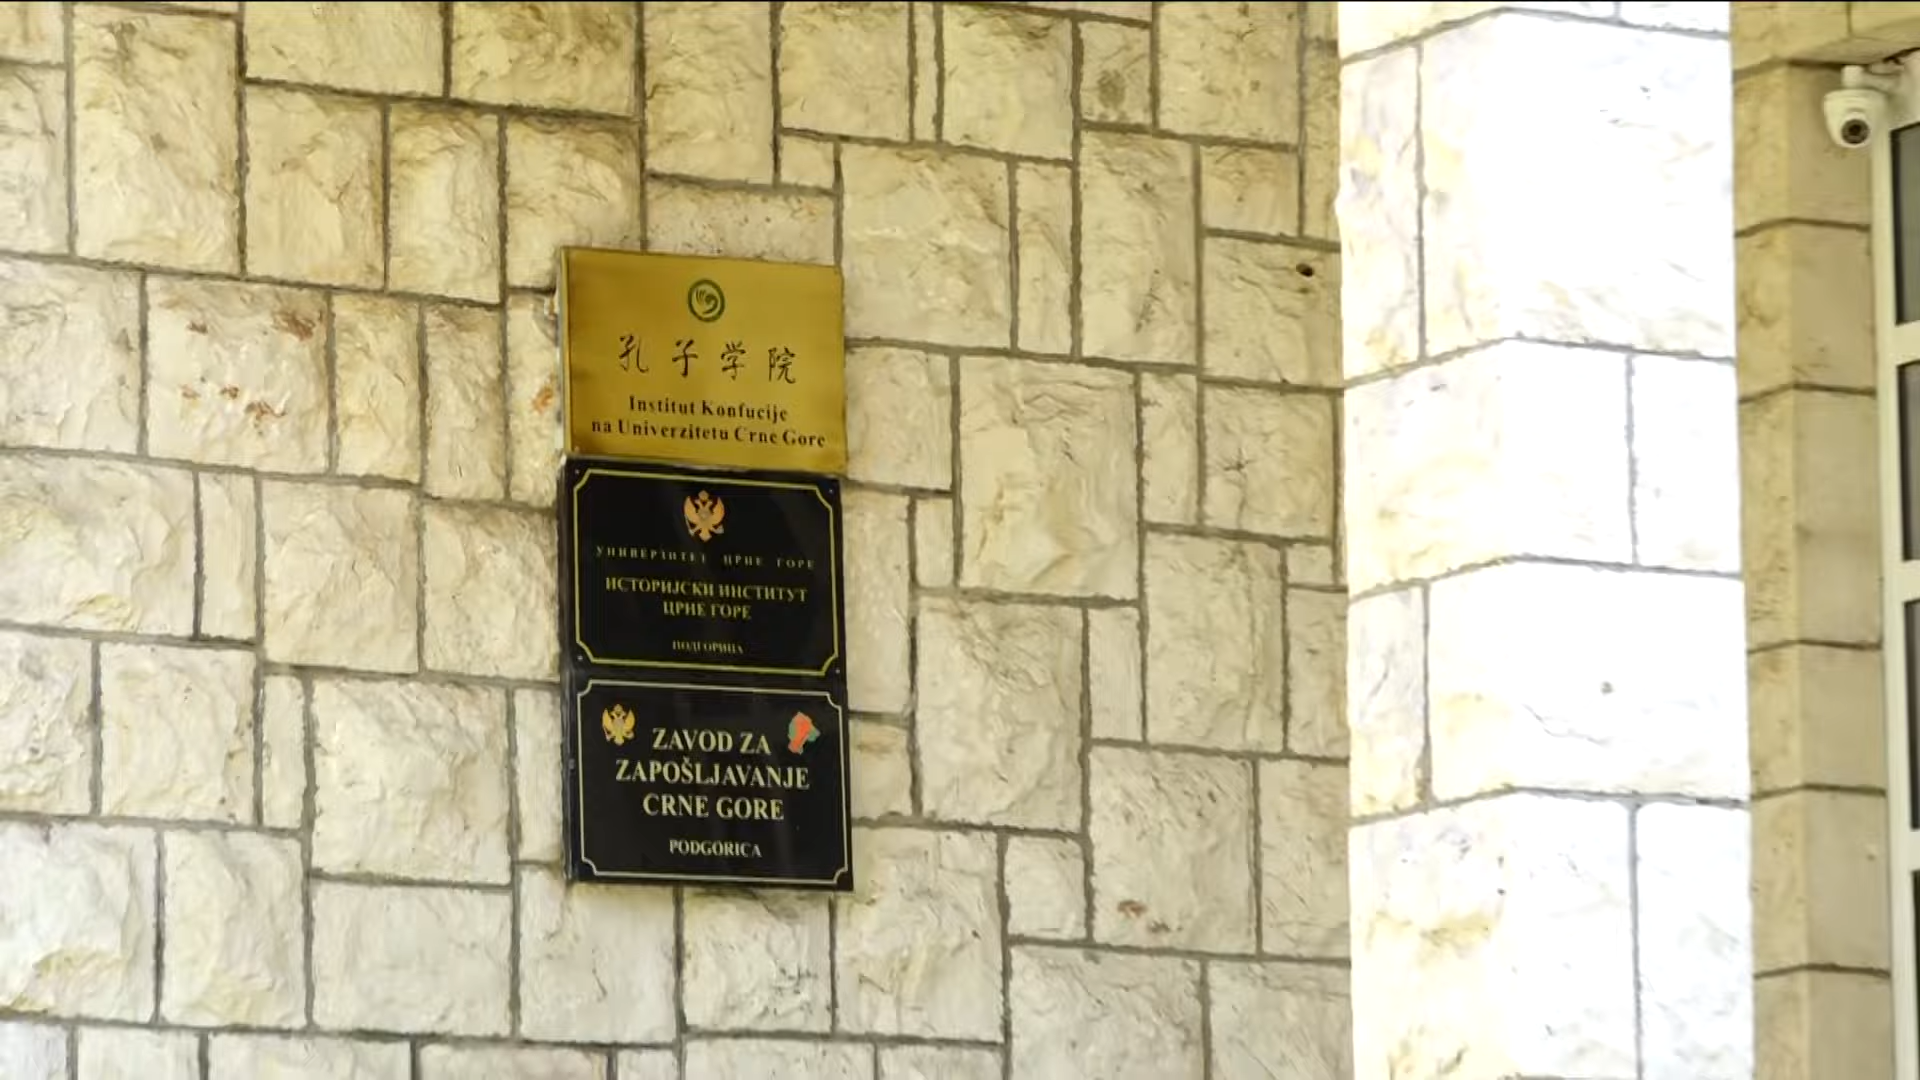 孔子学院
Institut Konfucije
na Univerzitetu Crne Gore
УНИВЕРЗИТЕТ ЦРНЕ ГОРЕ
ИСТОРИЈСКИ ИНСТИТУТ
ЦРНЕ ГОРЕ
ПОДГОРИЦА
ZAVOD ZA
ZAPOŠLJAVANJE
CRNE GORE
PODGORICA